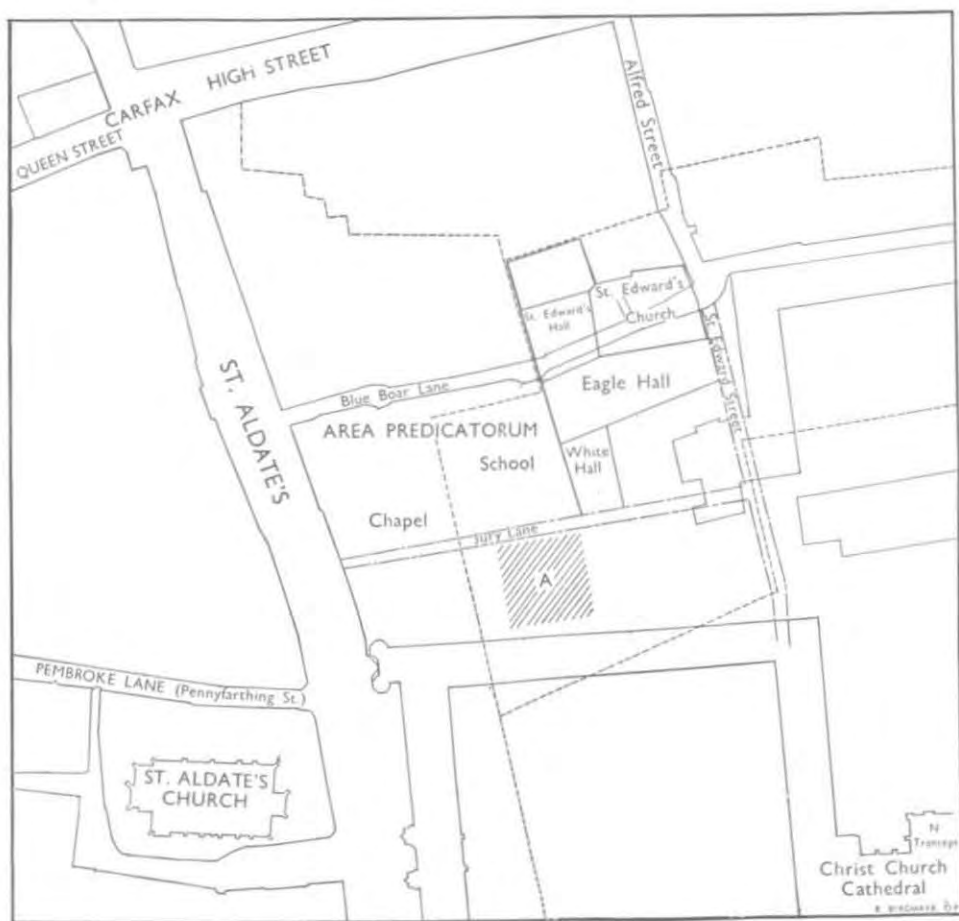 CARFAX HIGH STREET
QUEEN STREET
Alfred Street
St. Edward's
Church
St. Edward's
Hall
St. Edward Street
Blue Boar Lane
Eagle Hall
ST. ALDATE'S
AREA PREDICATORUM
School
White
Hall
Chapel
Jury Lane
A
PEMBROKE LANE (Pennyfarthing St.)
ST. ALDATE'S
CHURCH
N
Transept
Christ Church
Cathedral